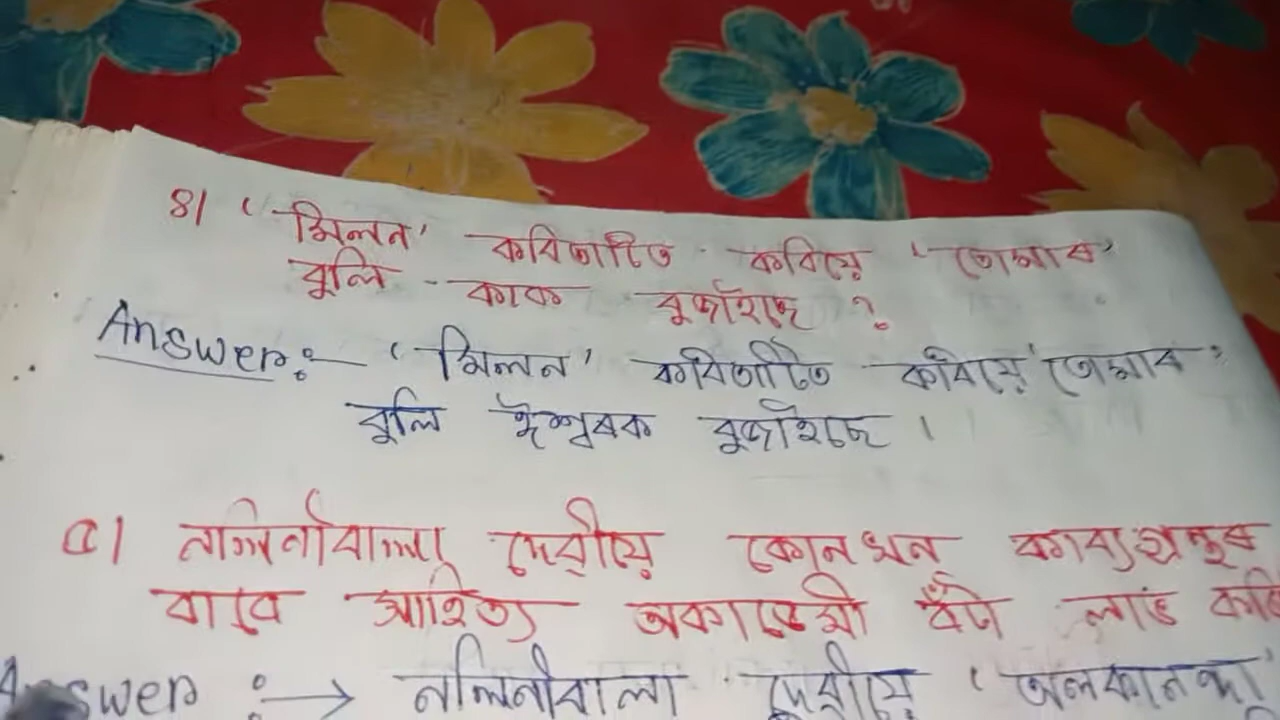 ৪। 'মিলন' কবিতাটিত কবিয়ে 'তোমাৰ'
বুলি কাক বুজাইছে ?
Answer :- 'মিলন' কবিতাটিত কবিয়ে 'তোমাৰ'
বুলি ঈশ্বৰক বুজাইছে ।
৫। নলিনীবালা দেৱীয়ে কোনখন কাব্যগ্ৰন্থৰ
বাবে সাহিত্য অকাডেমী বঁটা লাভ
Answer :→ নলিনীবালা দেৱীয়ে 'অলকানন্দা'